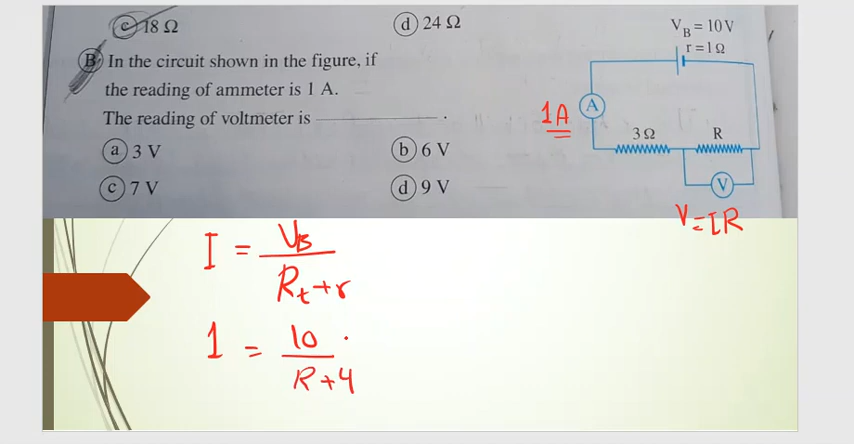 c 18 Ω
d 24 Ω
B In the circuit shown in the figure, if
the reading of ammeter is 1 A.
The reading of voltmeter is ________ .
a 3 V
b 6 V
c 7 V
d 9 V
V_B = 10 V
r = 1 Ω
1A
A
3 Ω
R
V
V = IR
I = V_B / R_t + r
1 = 10 / R + 4